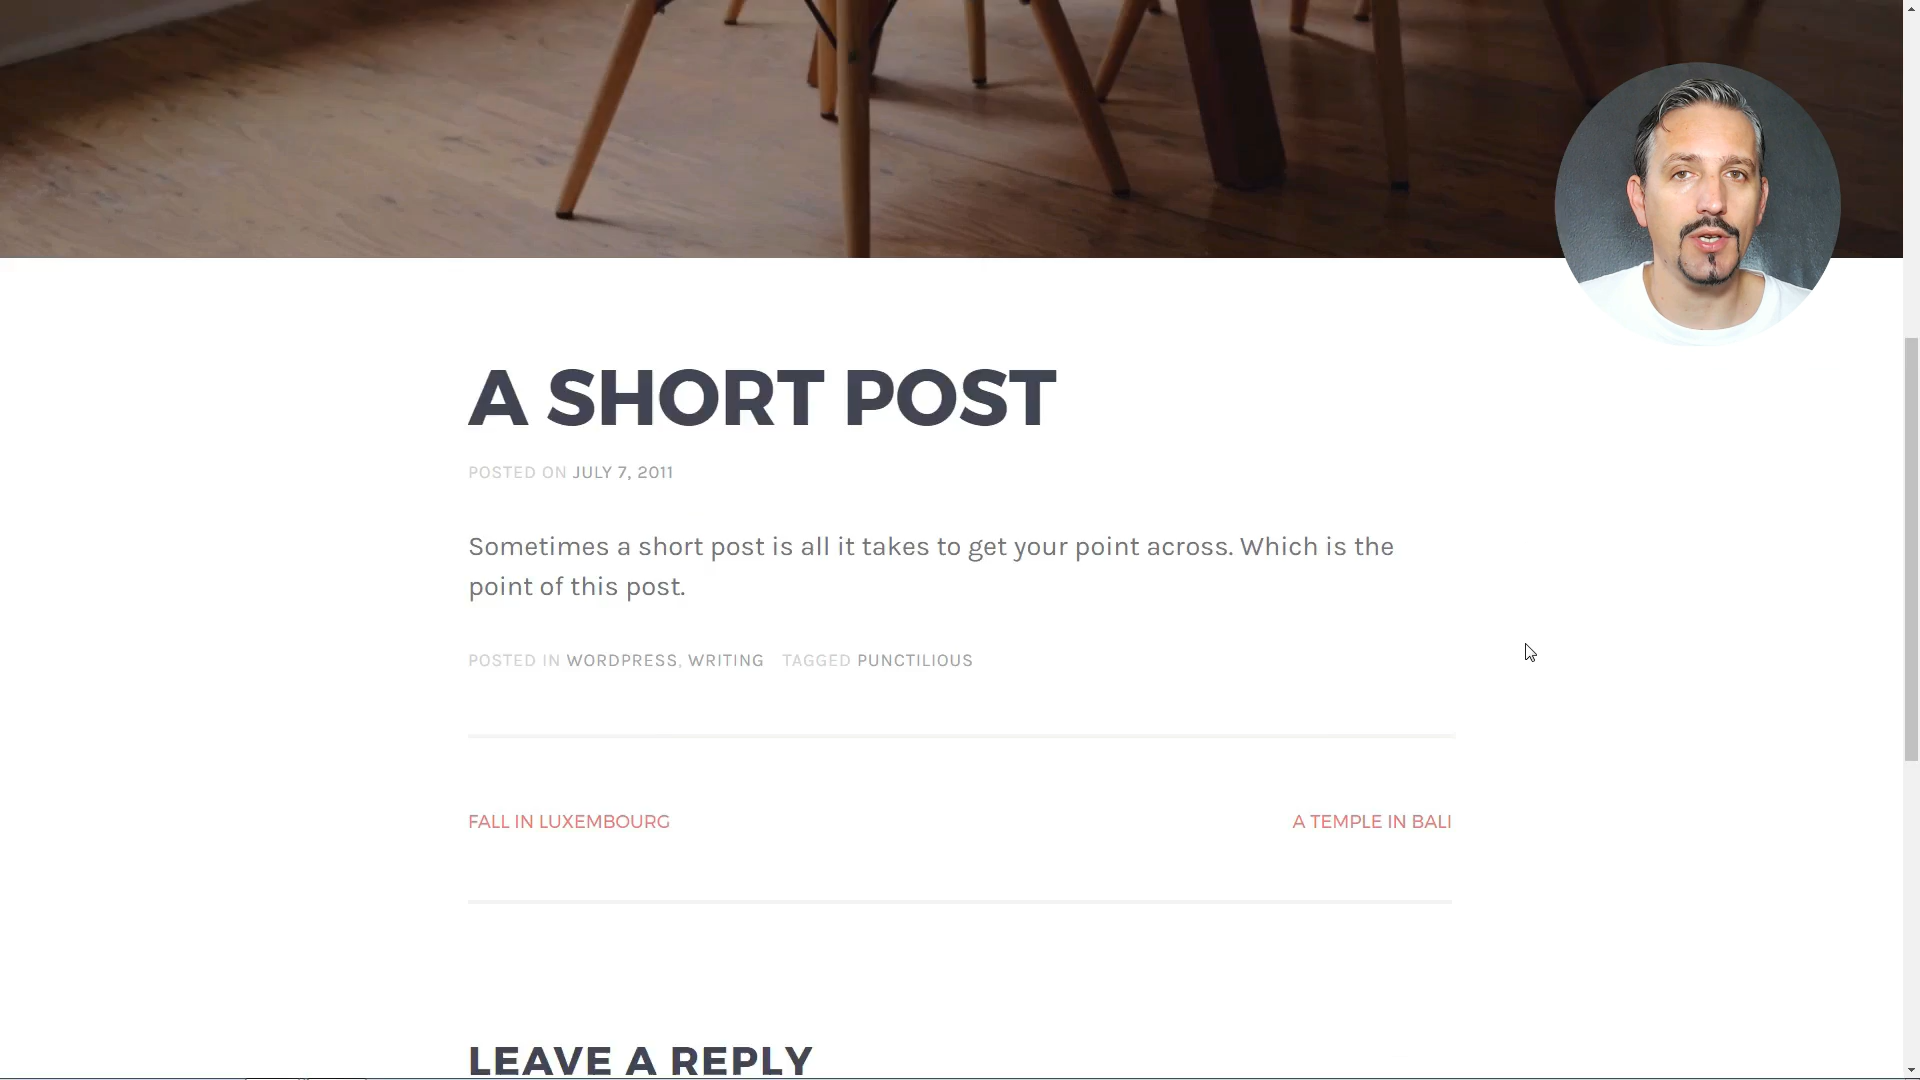 A SHORT POST
POSTED ON JULY 7, 2011
Sometimes a short post is all it takes to get your point across. Which is the
point of this post.
POSTED IN WORDPRESS, WRITING TAGGED PUNCTILIOUS
FALL IN LUXEMBOURG
A TEMPLE IN BALI
LEAVE A REPLY